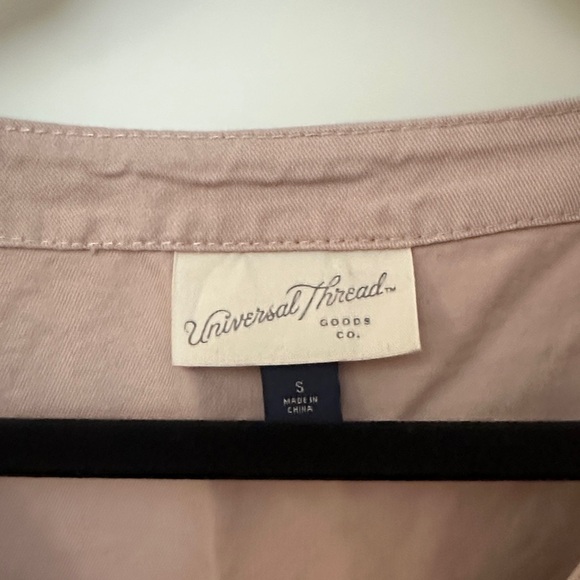 Universal Thread™
GOODS
CO.
S
MADE IN
CHINA